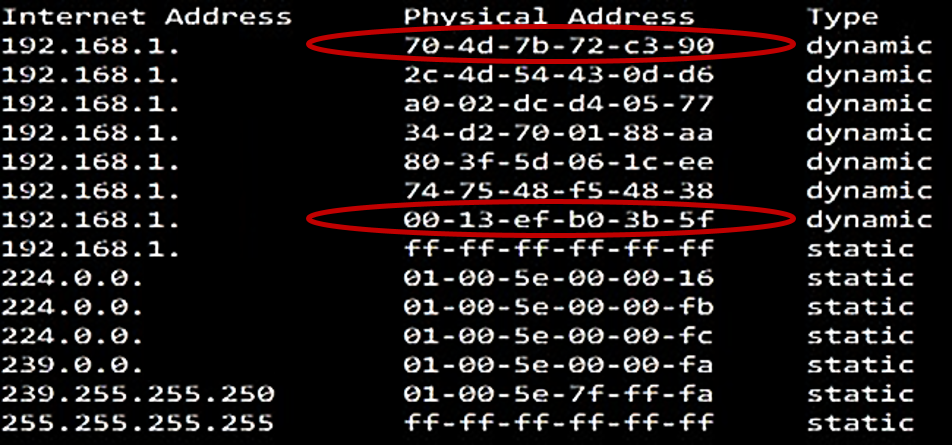 Internet Address Physical Address Type
192.168.1. 70-4d-7b-72-c3-90 dynamic
192.168.1. 2c-4d-54-43-0d-d6 dynamic
192.168.1. a0-02-dc-d4-05-77 dynamic
192.168.1. 34-d2-70-01-88-aa dynamic
192.168.1. 80-3f-5d-06-1c-ee dynamic
192.168.1. 74-75-48-f5-48-38 dynamic
192.168.1. 00-13-ef-b0-3b-5f dynamic
192.168.1. ff-ff-ff-ff-ff-ff static
224.0.0. 01-00-5e-00-00-16 static
224.0.0. 01-00-5e-00-00-fb static
224.0.0. 01-00-5e-00-00-fc static
239.0.0. 01-00-5e-00-00-fa static
239.255.255.250 01-00-5e-7f-ff-fa static
255.255.255.255 ff-ff-ff-ff-ff-ff static